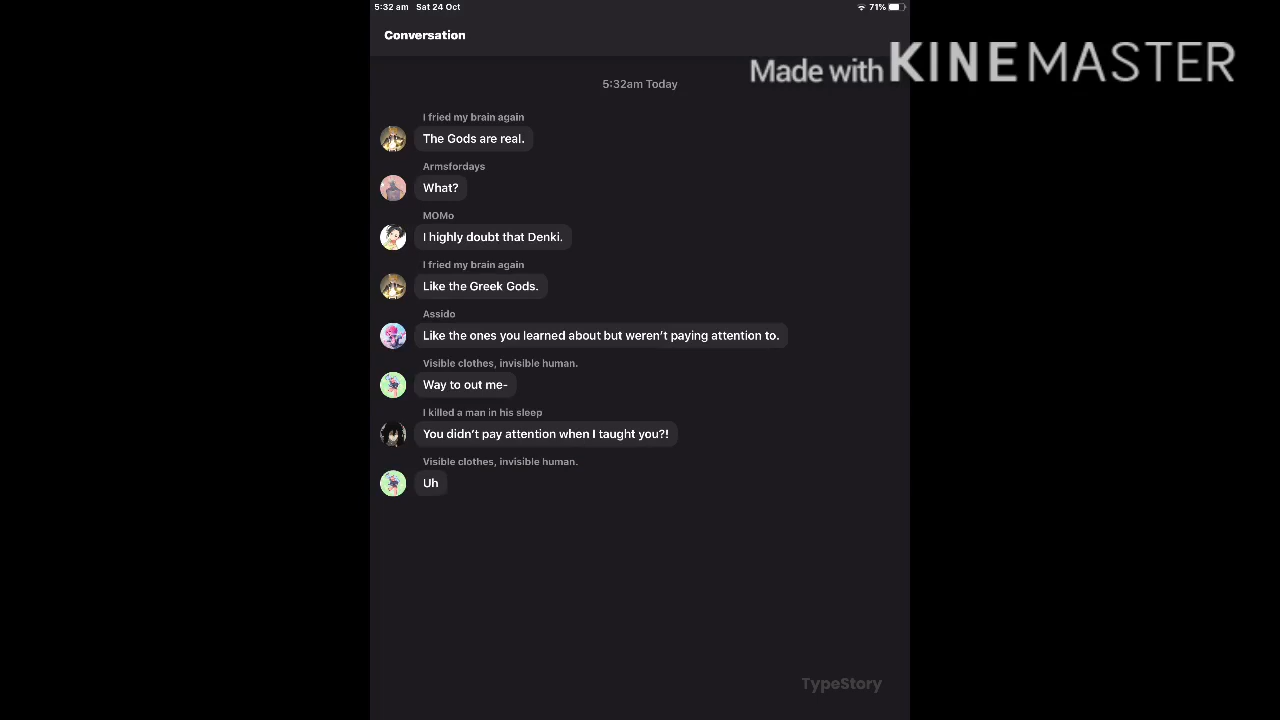 5:32 am Sat 24 Oct
71%
Conversation
Made with KINEMASTER
5:32am Today
I fried my brain again
The Gods are real.
Armsfordays
What?
MOMo
I highly doubt that Denki.
I fried my brain again
Like the Greek Gods.
Assido
Like the ones you learned about but weren't paying attention to.
Visible clothes, invisible human.
Way to out me-
I killed a man in his sleep
You didn't pay attention when I taught you?!
Visible clothes, invisible human.
Uh
TypeStory